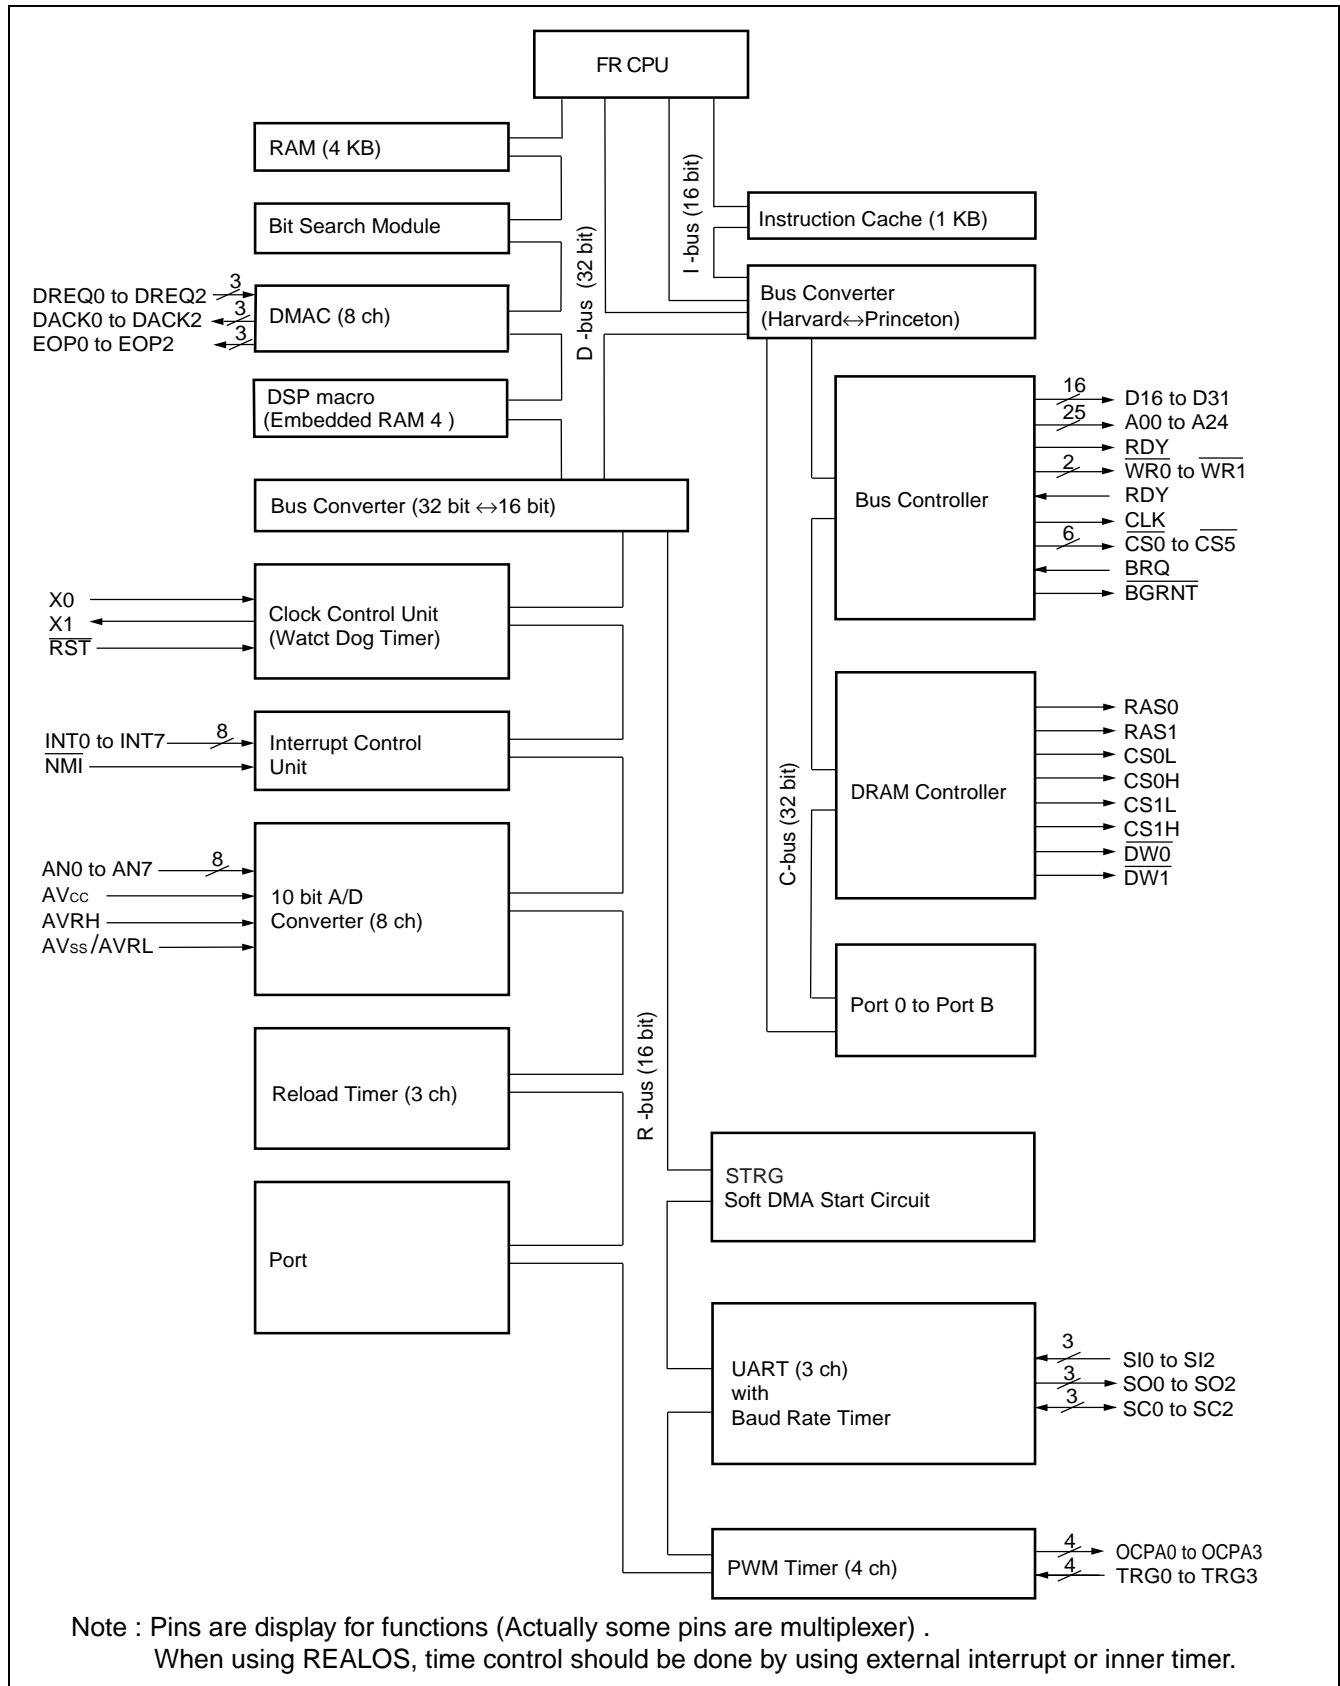 FR CPU
RAM (4 KB)
Bit Search Module
DREQ0 to DREQ2
3
DACK0 to DACK2
3
EOP0 to EOP2
3
DMAC (8 ch)
DSP macro
(Embedded RAM 4 )
Bus Converter (32 bit ↔16 bit)
D -bus (32 bit)
I -bus (16 bit)
Instruction Cache (1 KB)
Bus Converter
(Harvard↔Princeton)
Bus Controller
16
D16 to D31
25
A00 to A24
RDY
2
W̅R̅0̅ to W̅R̅1̅
RDY
CLK
6
C̅S̅0̅ to C̅S̅5̅
BRQ
B̅G̅R̅N̅T̅
X0
X1
R̅S̅T̅
Clock Control Unit
(Watct Dog Timer)
INT0 to INT7
8
N̅M̅I̅
Interrupt Control
Unit
C-bus (32 bit)
DRAM Controller
RAS0
RAS1
CS0L
CS0H
CS1L
CS1H
D̅W̅0̅
D̅W̅1̅
AN0 to AN7
8
AVCC
AVRH
AVSS/AVRL
10 bit A/D
Converter (8 ch)
Port 0 to Port B
Reload Timer (3 ch)
R -bus (16 bit)
Port
STRG
Soft DMA Start Circuit
UART (3 ch)
with
Baud Rate Timer
3
SI0 to SI2
3
SO0 to SO2
3
SC0 to SC2
PWM Timer (4 ch)
4
OCPA0 to OCPA3
4
TRG0 to TRG3
Note : Pins are display for functions (Actually some pins are multiplexer) .
When using REALOS, time control should be done by using external interrupt or inner timer.